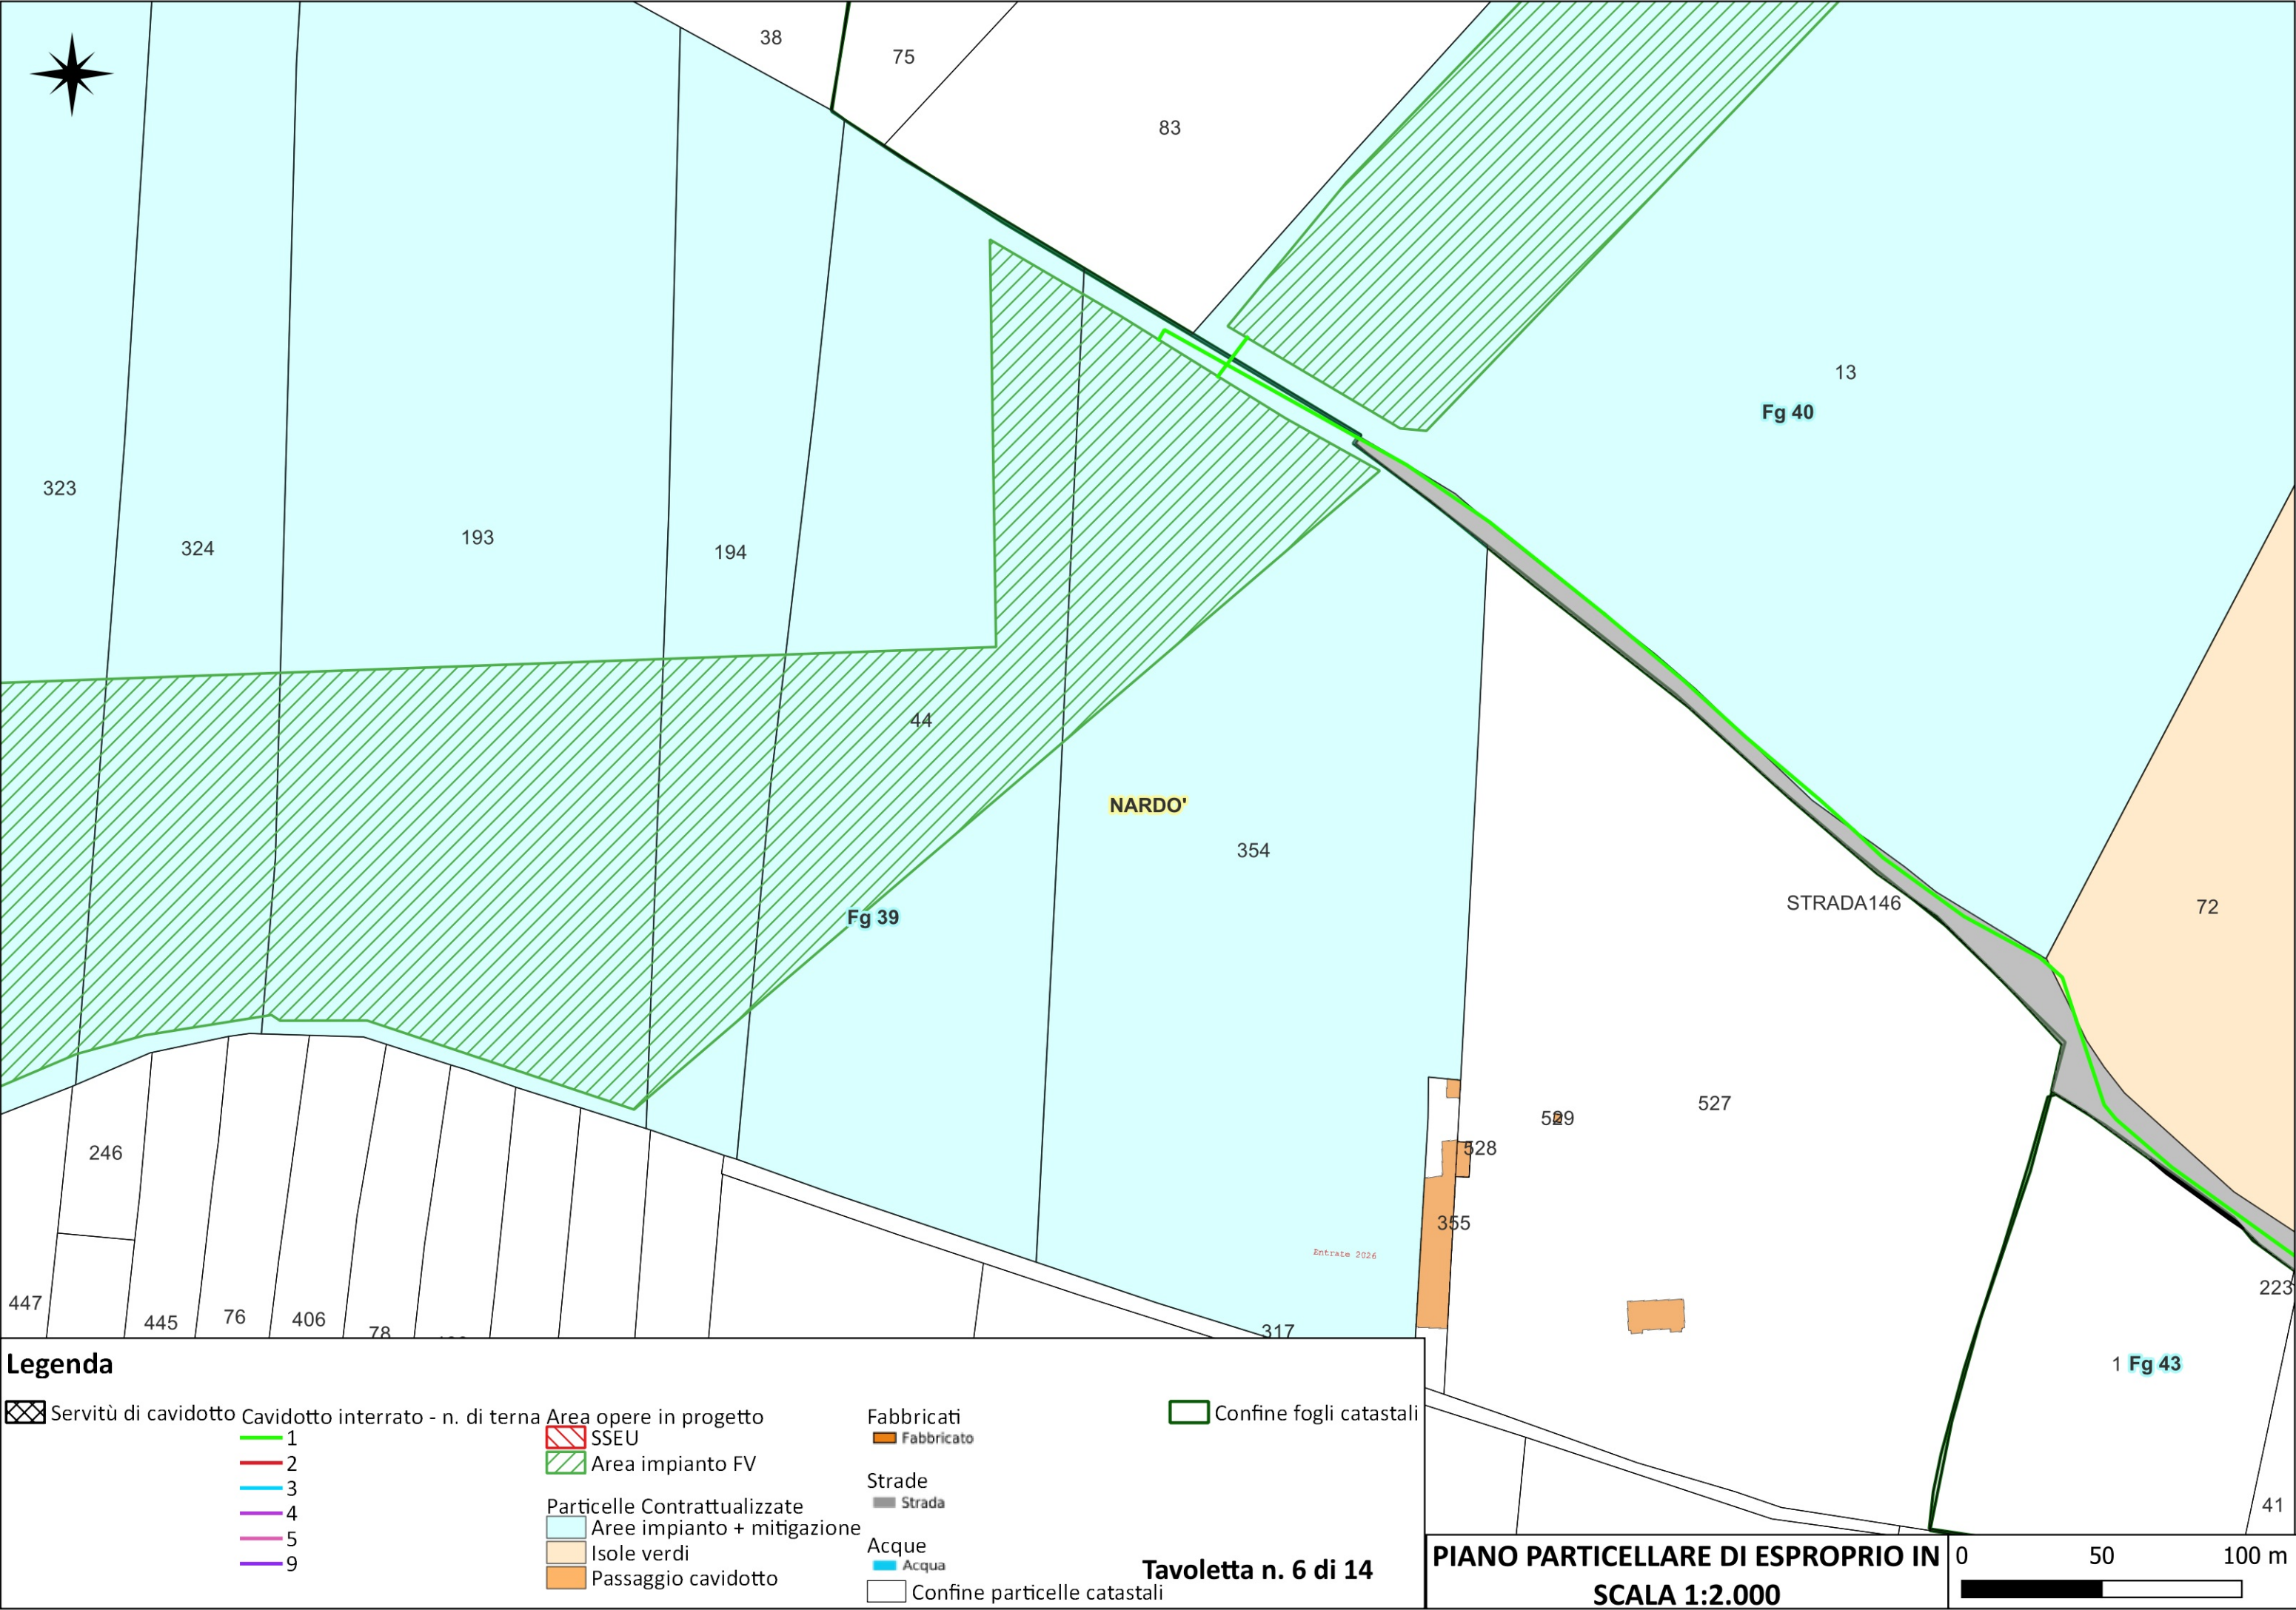 38
75
83
13
Fg 40
323
324
193
194
44
NARDO'
354
Fg 39
STRADA146
72
529
527
528
355
246
Entrate 2026
447
445
76
406
78
317
223
1
Fg 43
41
Legenda
Servitù di cavidotto
Cavidotto interrato - n. di terna
1
2
3
4
5
9
Area opere in progetto
SSEU
Area impianto FV
Particelle Contrattualizzate
Aree impianto + mitigazione
Isole verdi
Passaggio cavidotto
Fabbricati
Fabbricato
Strade
Strada
Acque
Acqua
Confine particelle catastali
Confine fogli catastali
Tavoletta n. 6 di 14
PIANO PARTICELLARE DI ESPROPRIO IN
SCALA 1:2.000
0 50 100 m